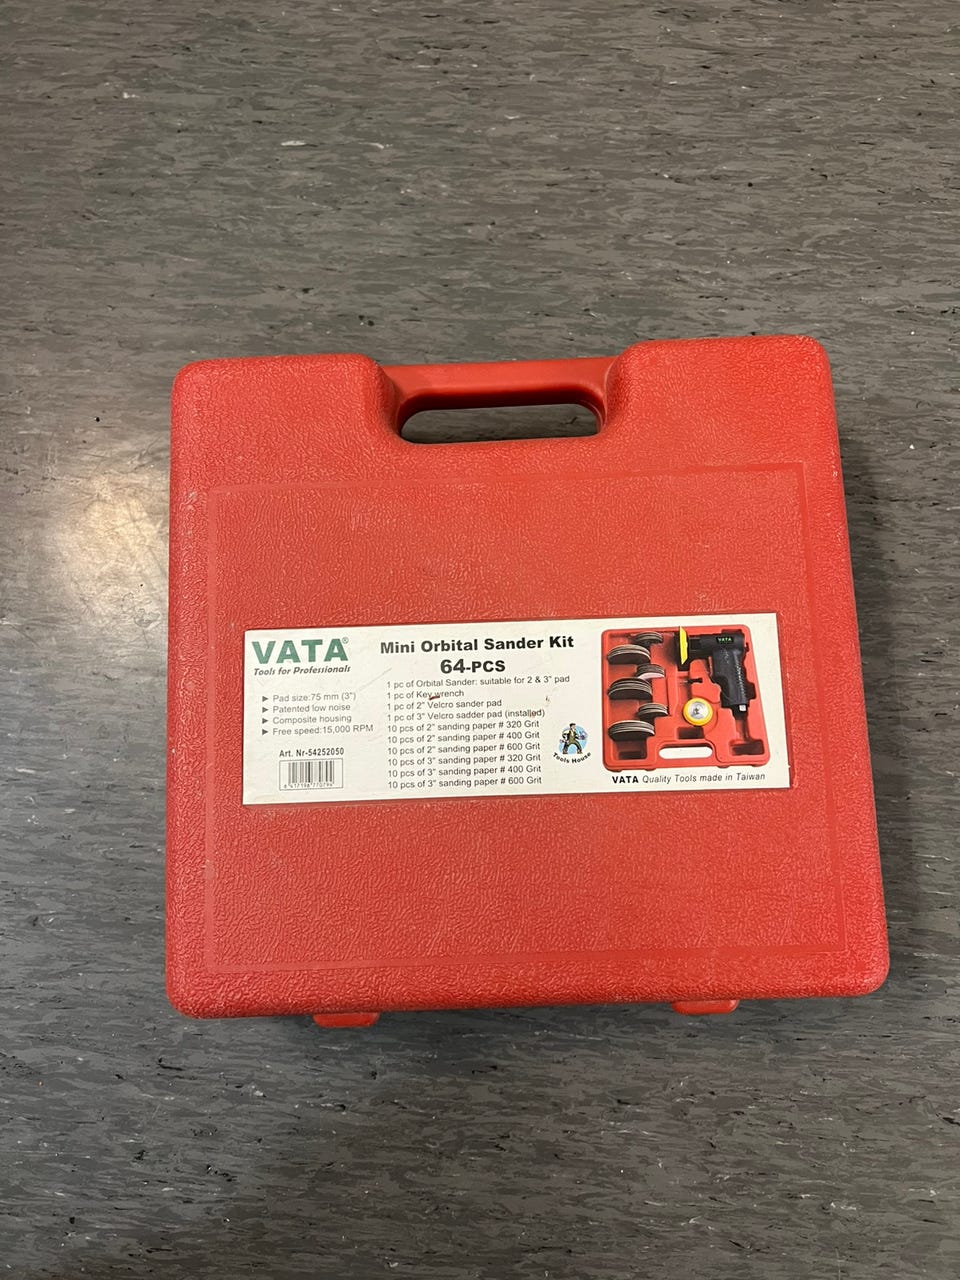 VATA®
Tools for Professionals
► Pad size:75 mm (3")
► Patented low noise
► Composite housing
► Free speed:15,000 RPM
Art. Nr-54252050
Mini Orbital Sander Kit
64-PCS
1 pc of Orbital Sander: suitable for 2 & 3" pad
1 pc of Key wrench
1 pc of 2" Velcro sander pad
1 pc of 3" Velcro sadder pad (installed)
10 pcs of 2" sanding paper # 320 Grit
10 pcs of 2" sanding paper # 400 Grit
10 pcs of 2" sanding paper # 600 Grit
10 pcs of 3" sanding paper # 320 Grit
10 pcs of 3" sanding paper # 400 Grit
10 pcs of 3" sanding paper # 600 Grit
Tools House
VATA
VATA Quality Tools made in Taiwan